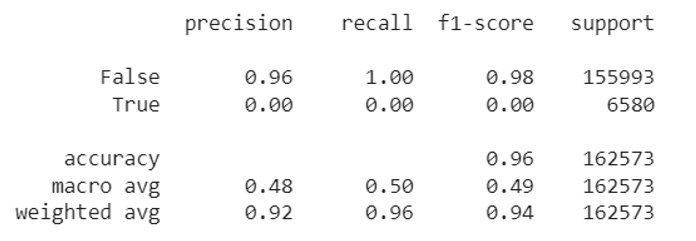 precision recall f1-score support
False 0.96 1.00 0.98 155993
True 0.00 0.00 0.00 6580
accuracy 0.96 162573
macro avg 0.48 0.50 0.49 162573
weighted avg 0.92 0.96 0.94 162573